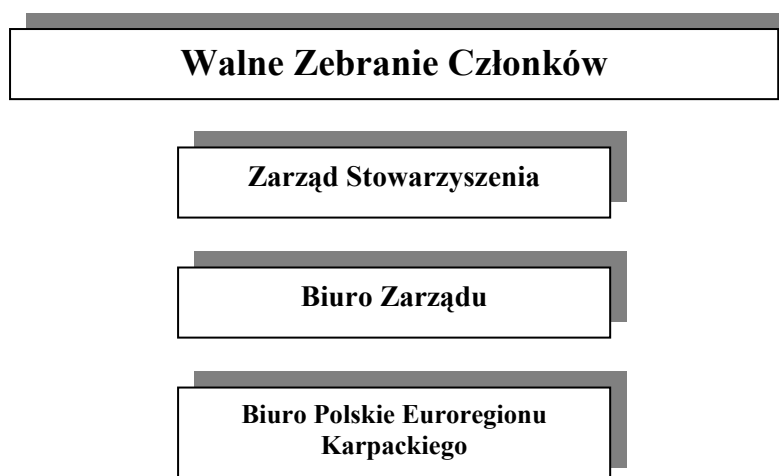 Walne Zebranie Członków
Zarząd Stowarzyszenia
Biuro Zarządu
Biuro Polskie Euroregionu
Karpackiego